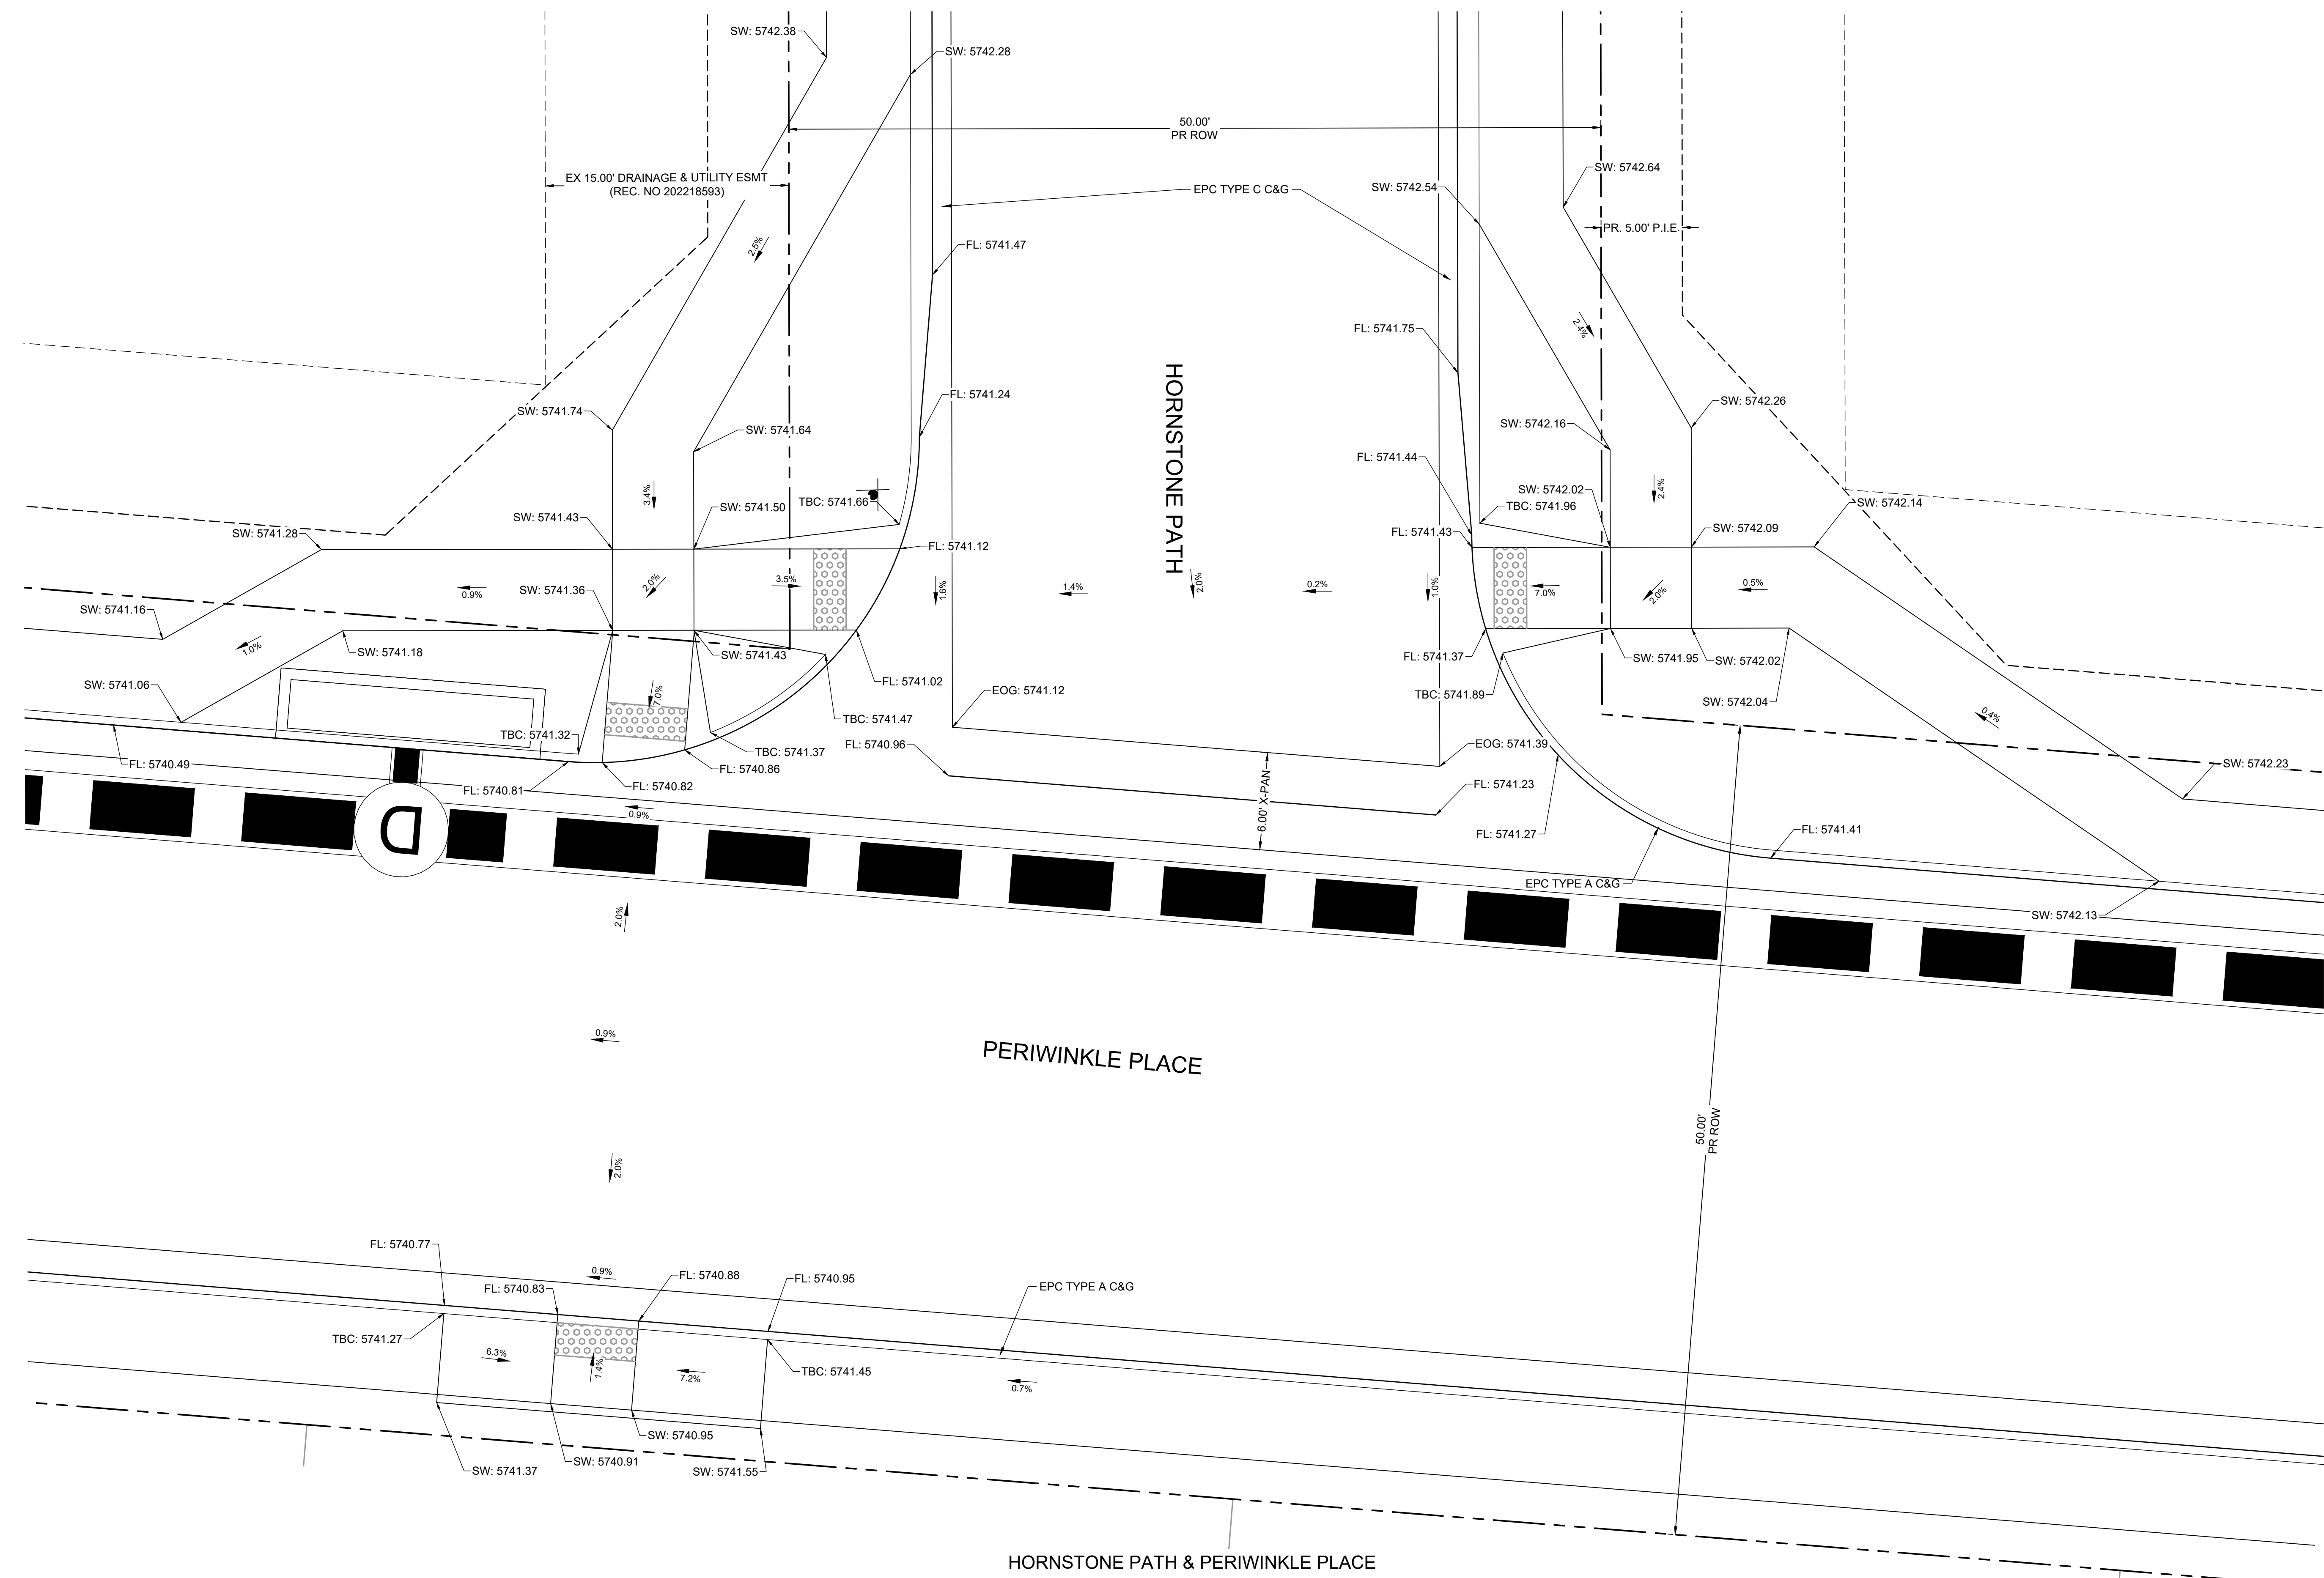 SW: 5742.38
SW: 5742.28
50.00'
PR ROW
EX 15.00' DRAINAGE & UTILITY ESMT
(REC. NO 202218593)
EPC TYPE C C&G
SW: 5742.54
SW: 5742.64
PR. 5.00' P.I.E.
2.5%
FL: 5741.47
FL: 5741.75
2.4%
HORNSTONE PATH
SW: 5741.74
SW: 5741.64
FL: 5741.24
SW: 5742.26
SW: 5742.16
FL: 5741.44
3.4%
TBC: 5741.66
SW: 5742.02
2.4%
TBC: 5741.96
SW: 5742.14
SW: 5741.43
SW: 5741.50
SW: 5741.28
FL: 5741.12
FL: 5741.43
SW: 5742.09
SW: 5741.36
2.0%
3.5%
0.9%
1.6%
1.4%
2.0%
0.2%
1.0%
7.0%
2.0%
0.5%
SW: 5741.16
1.0%
SW: 5741.18
SW: 5741.43
FL: 5741.37
SW: 5741.95
SW: 5742.02
SW: 5741.06
7.0%
FL: 5741.02
EOG: 5741.12
TBC: 5741.89
SW: 5742.04
0.4%
TBC: 5741.47
TBC: 5741.32
TBC: 5741.37
FL: 5740.96
EOG: 5741.39
FL: 5740.49
FL: 5740.86
SW: 5742.23
FL: 5740.81
FL: 5740.82
FL: 5741.23
6.00' X-PAN
D
0.9%
FL: 5741.27
FL: 5741.41
EPC TYPE A C&G
SW: 5742.13
2.0%
0.9%
PERIWINKLE PLACE
50.00'
PR ROW
2.0%
FL: 5740.77
0.9%
FL: 5740.83
FL: 5740.88
FL: 5740.95
EPC TYPE A C&G
TBC: 5741.27
6.3%
1.4%
7.2%
TBC: 5741.45
0.7%
SW: 5740.95
SW: 5741.37
SW: 5740.91
SW: 5741.55
HORNSTONE PATH & PERIWINKLE PLACE